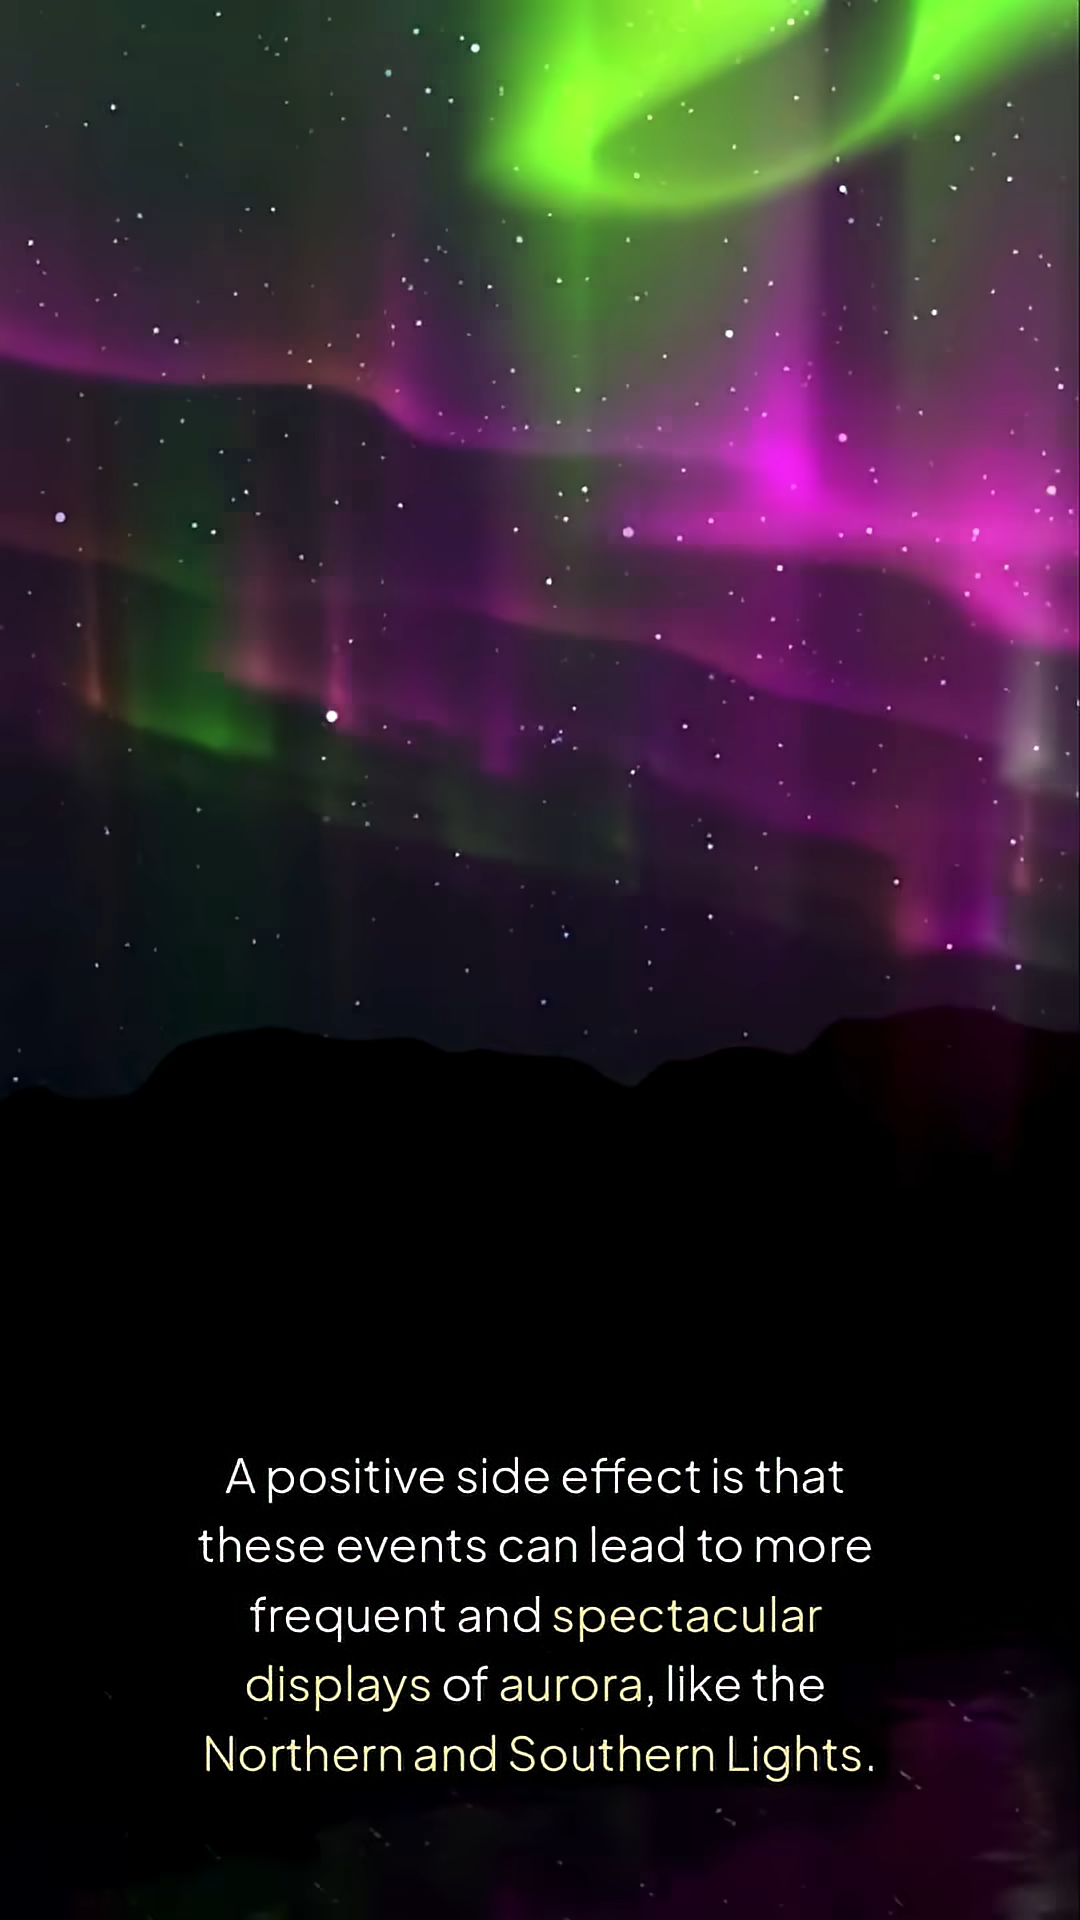 A positive side effect is that
these events can lead to more
frequent and spectacular
displays of aurora, like the
Northern and Southern Lights.